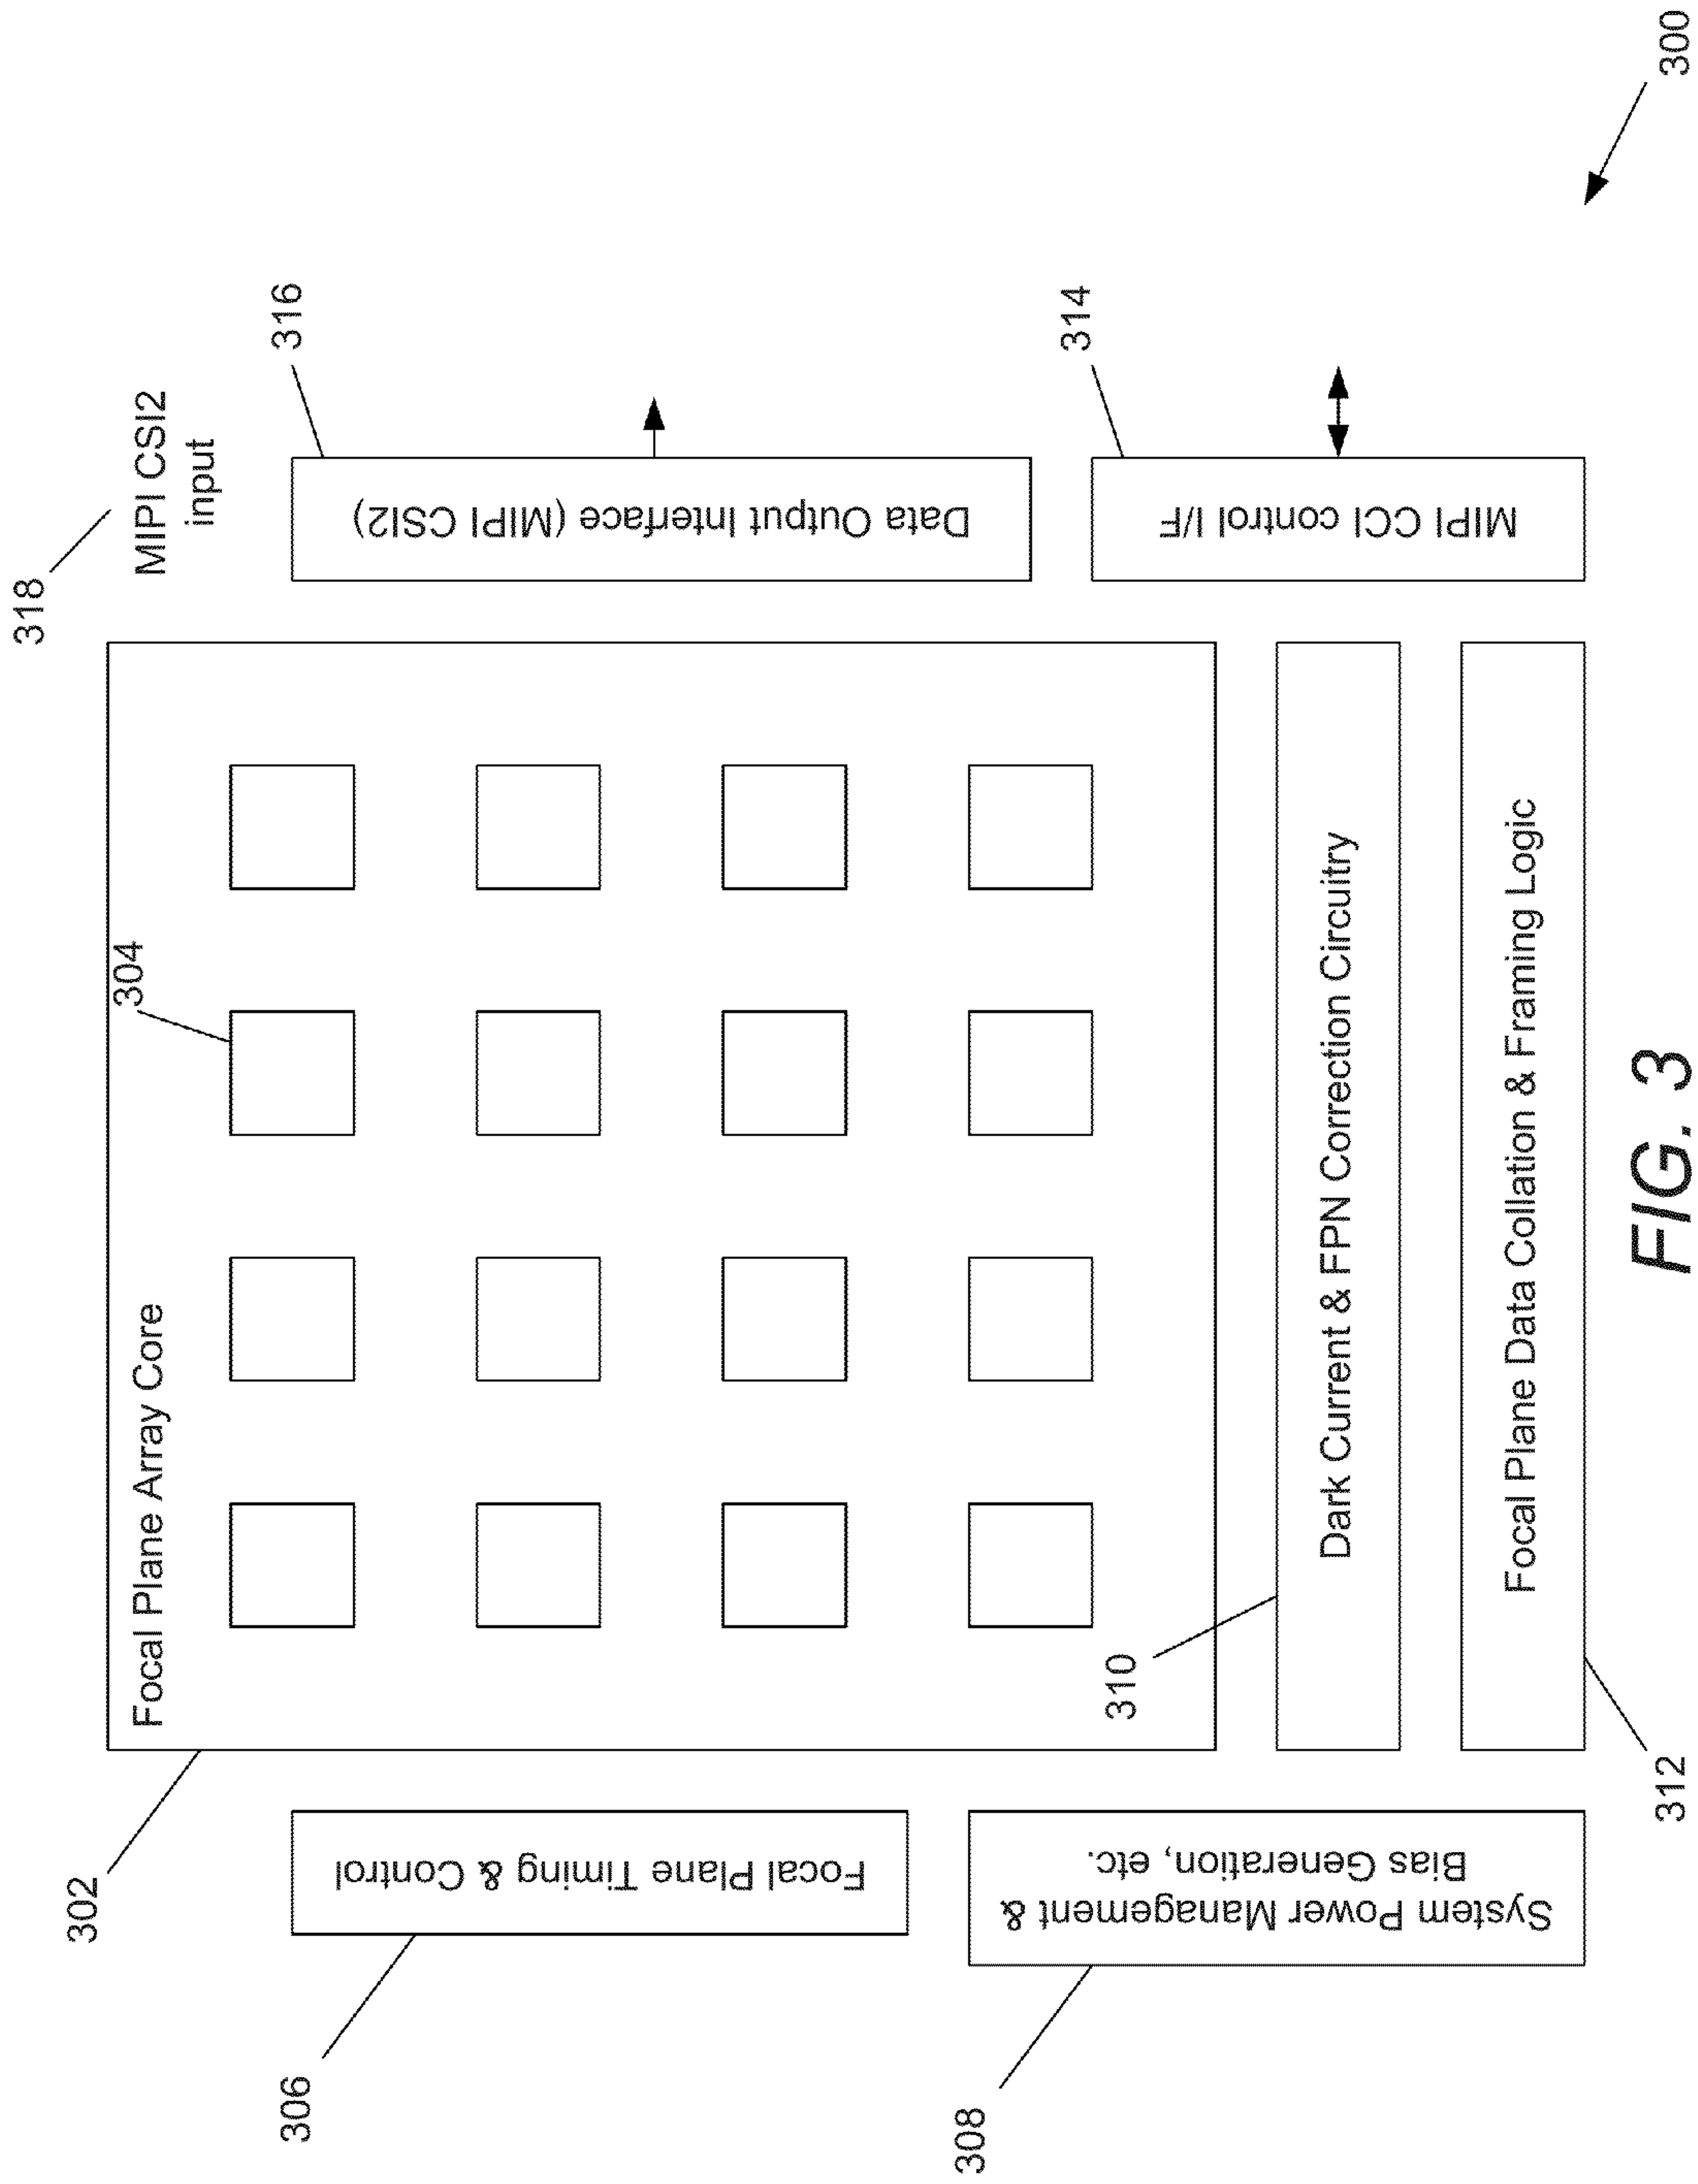 318
MIPI CSI2
input
316
314
300
Focal Plane Array Core
304
302
306
Focal Plane Timing & Control
308
System Power Management &
Bias Generation, etc.
Data Output Interface (MIPI CSI2)
MIPI CCI control I/F
310
Dark Current & FPN Correction Circuitry
312
Focal Plane Data Collation & Framing Logic
FIG. 3